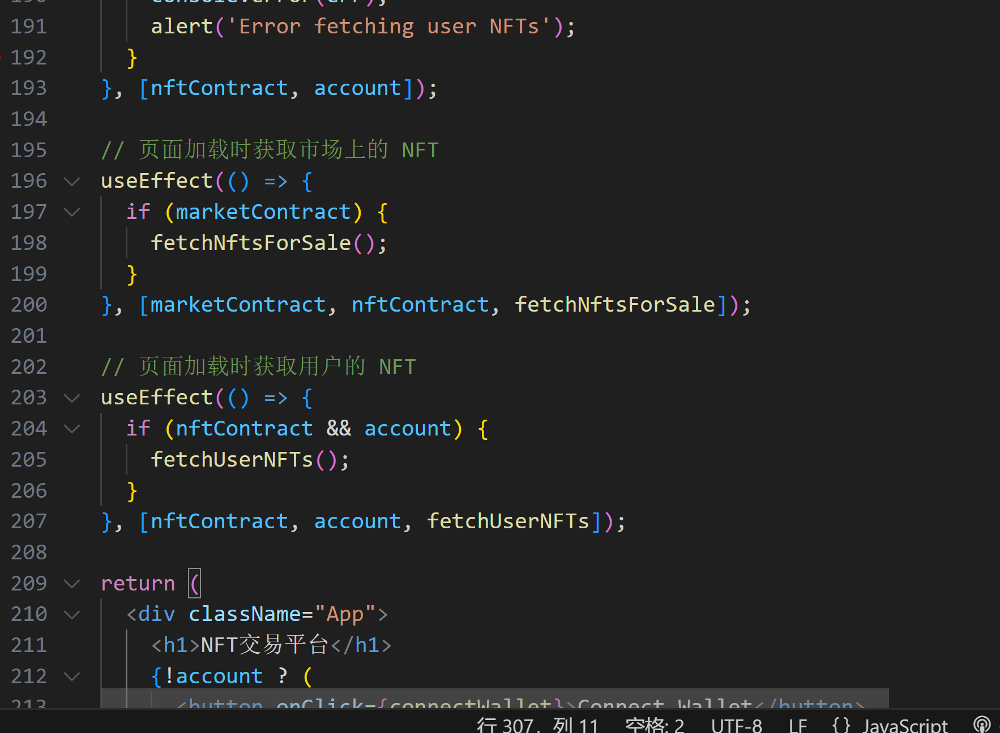 190 console.error(err);
191 alert('Error fetching user NFTs');
192 }
193 }, [nftContract, account]);
194
195 // 页面加载时获取市场上的 NFT
196 useEffect(() => {
197 if (marketContract) {
198 fetchNftsForSale();
199 }
200 }, [marketContract, nftContract, fetchNftsForSale]);
201
202 // 页面加载时获取用户的 NFT
203 useEffect(() => {
204 if (nftContract && account) {
205 fetchUserNFTs();
206 }
207 }, [nftContract, account, fetchUserNFTs]);
208
209 return (
210 <div className="App">
211 <h1>NFT交易平台</h1>
212 {!account ? (
213 <button onClick={connectWallet}>Connect Wallet</button>
行 307，列 11 空格: 2 UTF-8 LF {} JavaScript